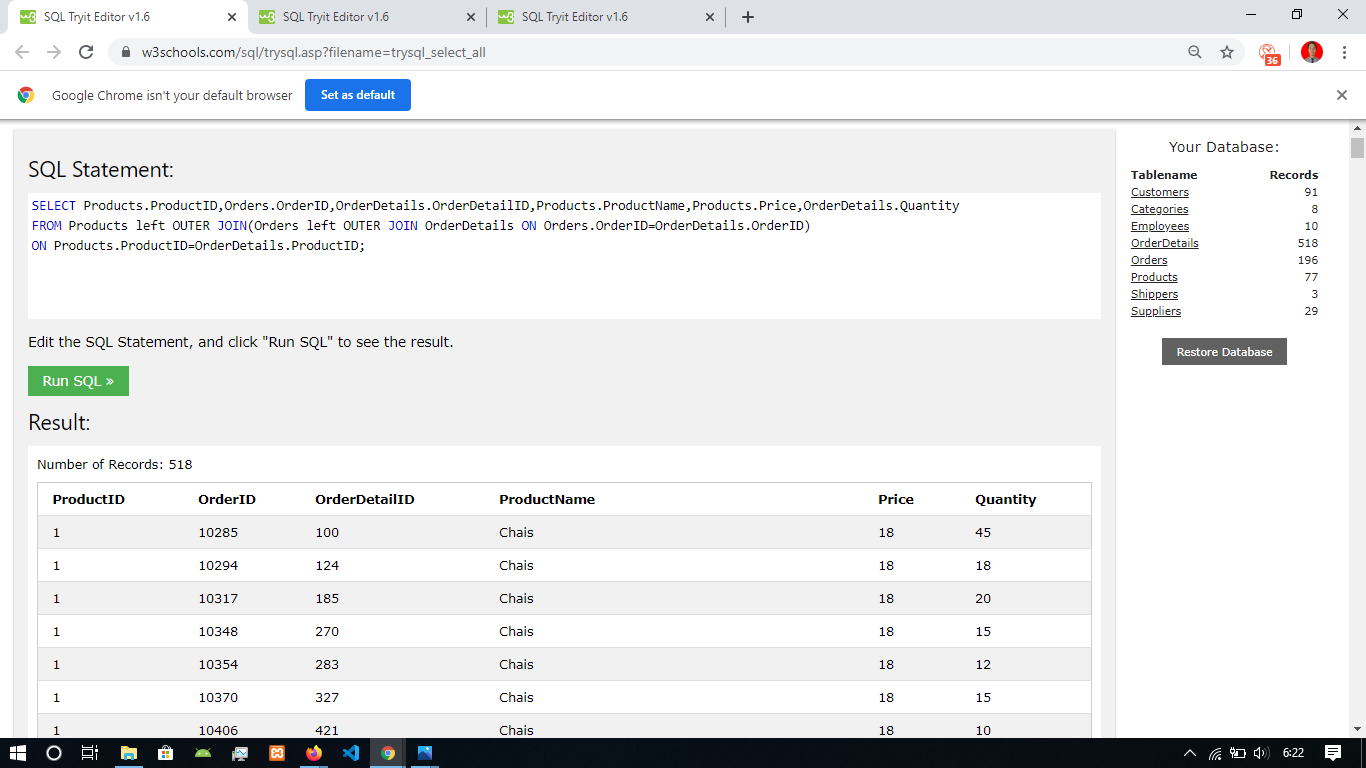 SQL Tryit Editor v1.6
SQL Tryit Editor v1.6
SQL Tryit Editor v1.6
w3schools.com/sql/trysql.asp?filename=trysql_select_all
36
Google Chrome isn't your default browser
Set as default
SQL Statement:
SELECT Products.ProductID,Orders.OrderID,OrderDetails.OrderDetailID,Products.ProductName,Products.Price,OrderDetails.Quantity
FROM Products left OUTER JOIN(Orders left OUTER JOIN OrderDetails ON Orders.OrderID=OrderDetails.OrderID)
ON Products.ProductID=OrderDetails.ProductID;
Edit the SQL Statement, and click "Run SQL" to see the result.
Run SQL »
Result:
Number of Records: 518
ProductID OrderID OrderDetailID ProductName Price Quantity
1 10285 100 Chais 18 45
1 10294 124 Chais 18 18
1 10317 185 Chais 18 20
1 10348 270 Chais 18 15
1 10354 283 Chais 18 12
1 10370 327 Chais 18 15
1 10406 421 Chais 18 10
Your Database:
Tablename Records
Customers 91
Categories 8
Employees 10
OrderDetails 518
Orders 196
Products 77
Shippers 3
Suppliers 29
Restore Database
6:22